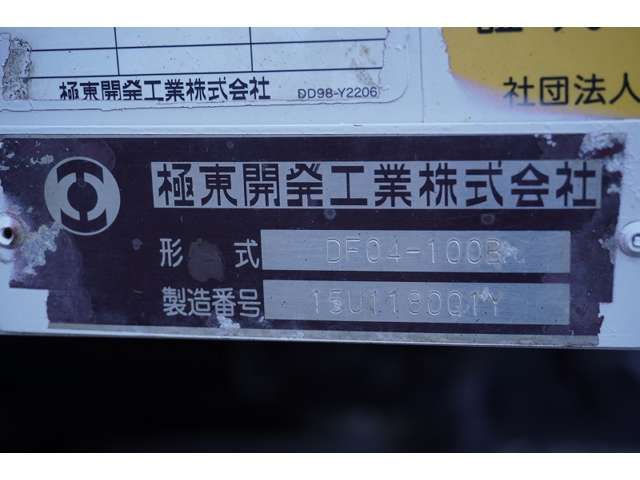 極東開発工業株式会社 DD98-Y2206
社団法人
極東開発工業株式会社
形 式 DF04-100B
製造番号